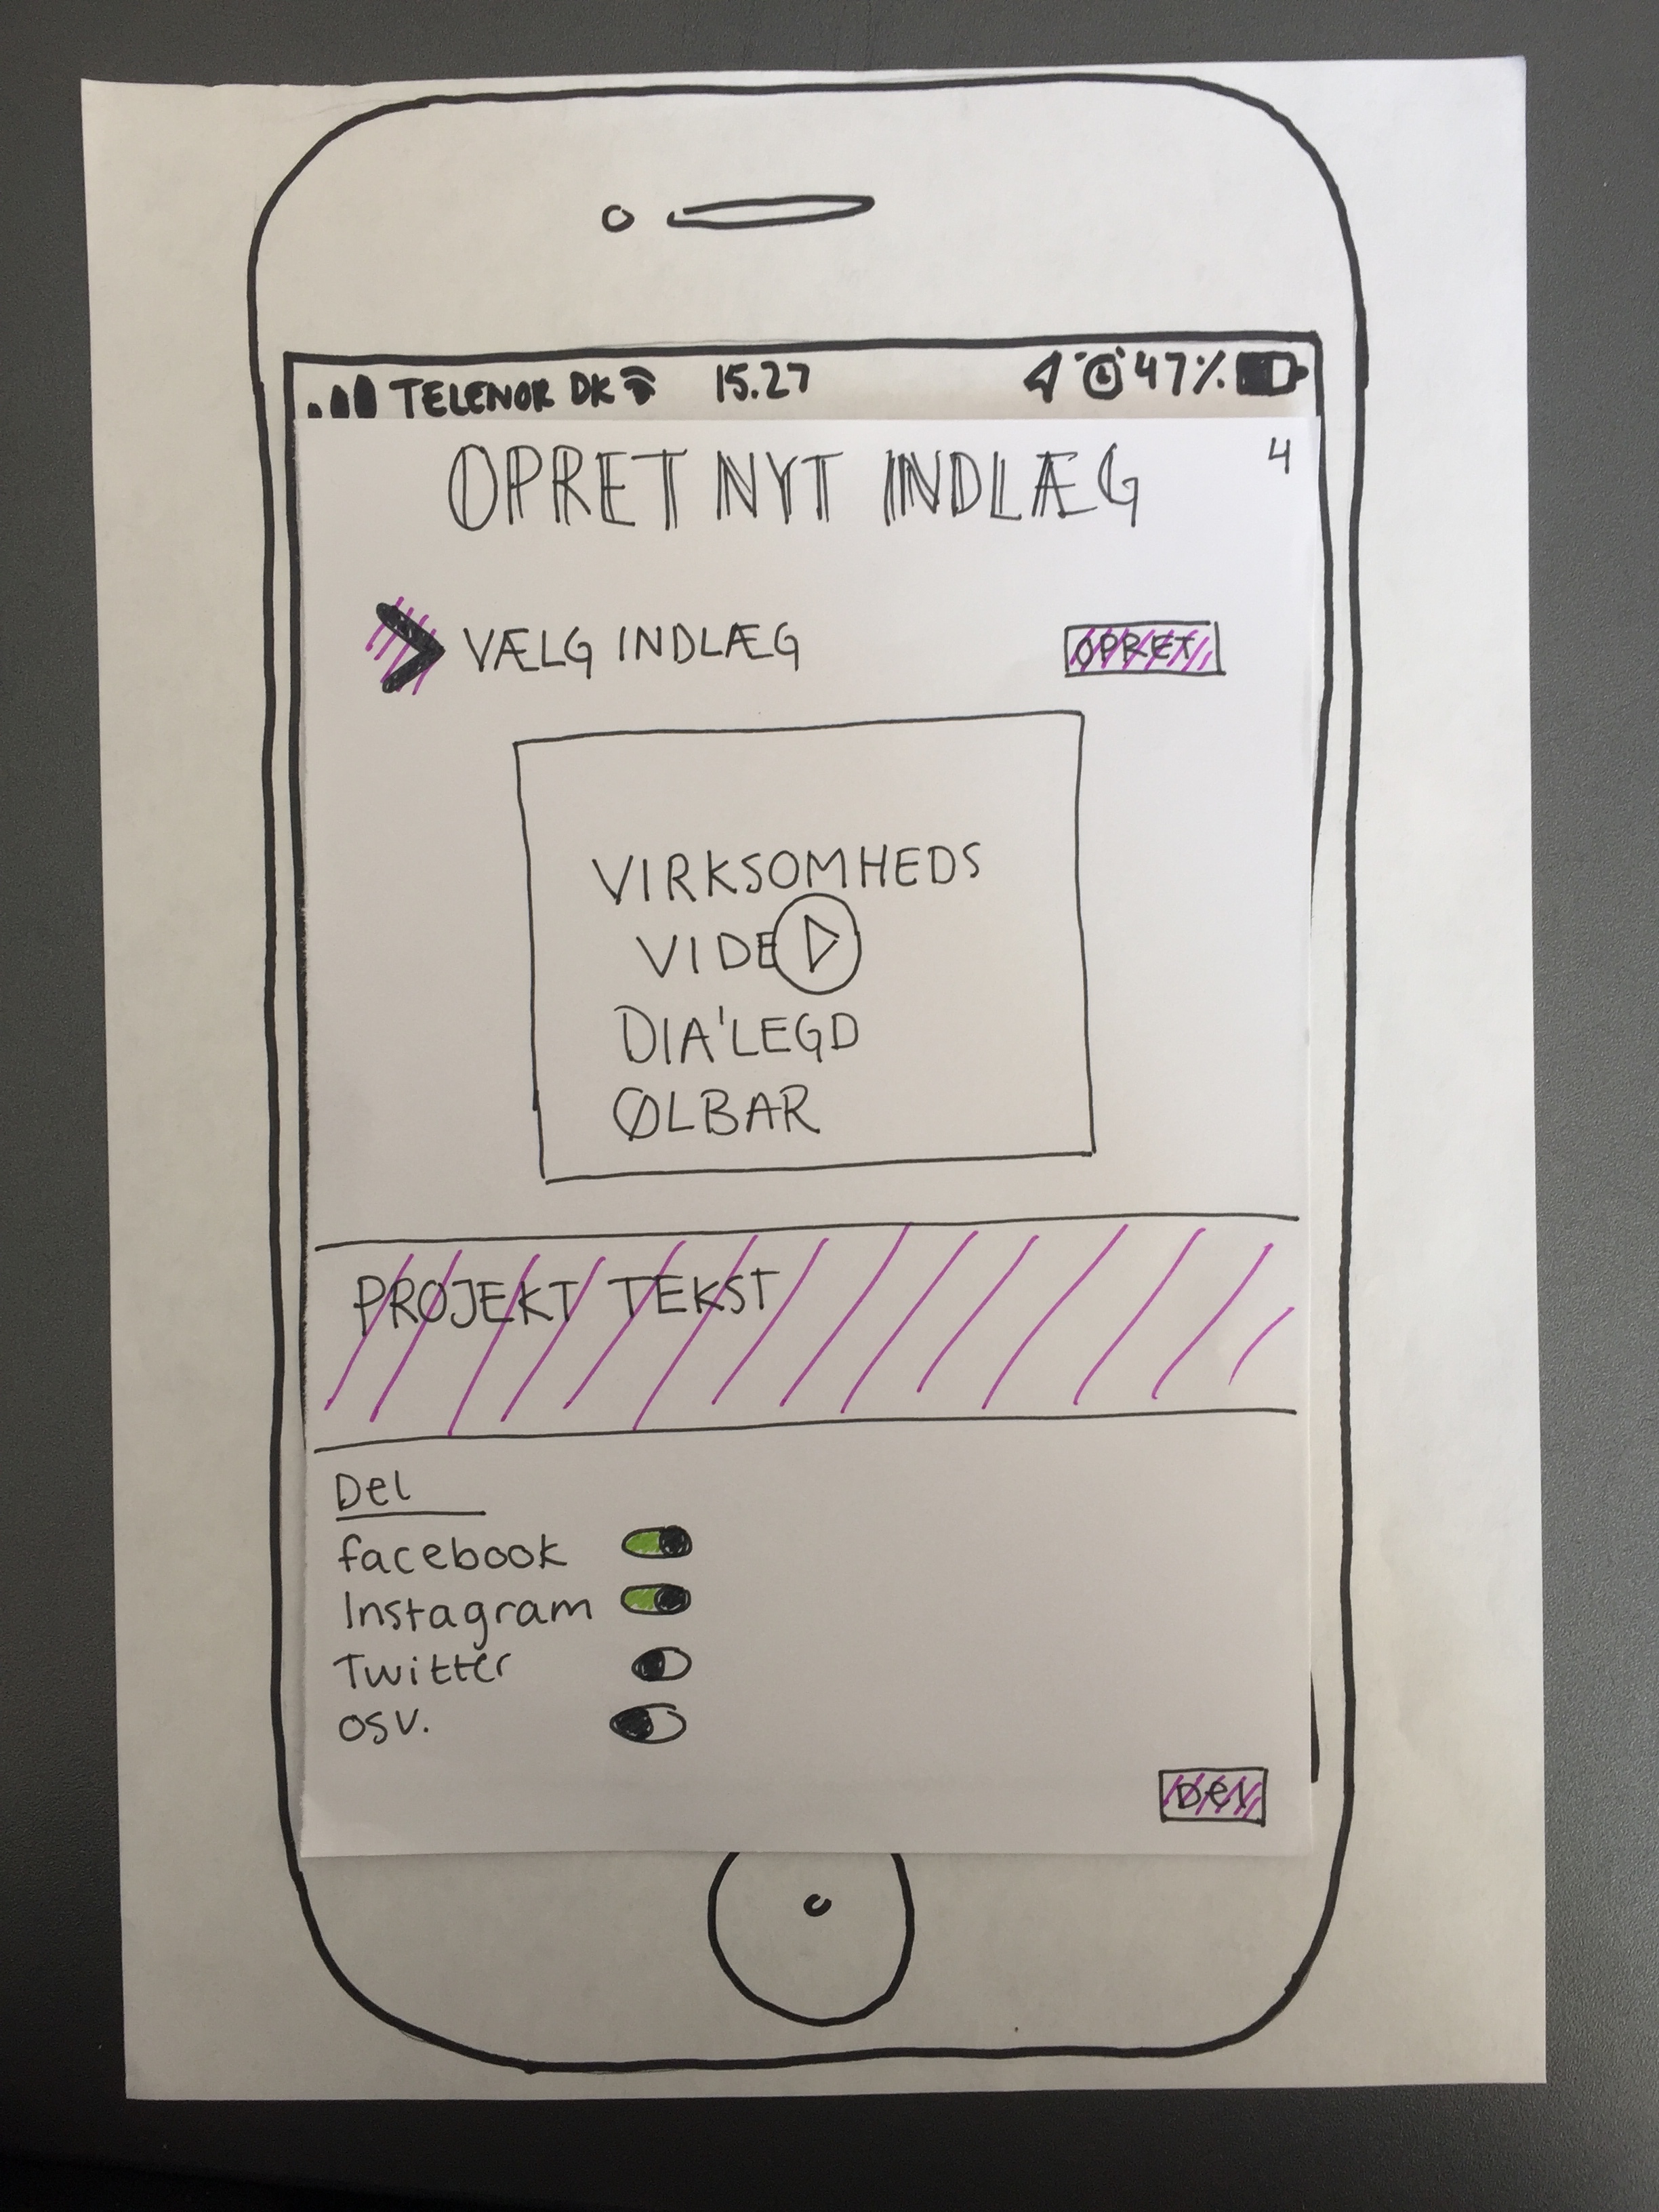 TELENOR DK 15.27 47%
4
OPRET NYT INDLÆG
VÆLG INDLÆG OPRET
VIRKSOMHEDS
VIDE
DIA'LEGD
ØLBAR
PROJEKT TEKST
Del
facebook
Instagram
Twitter
osv.
Del